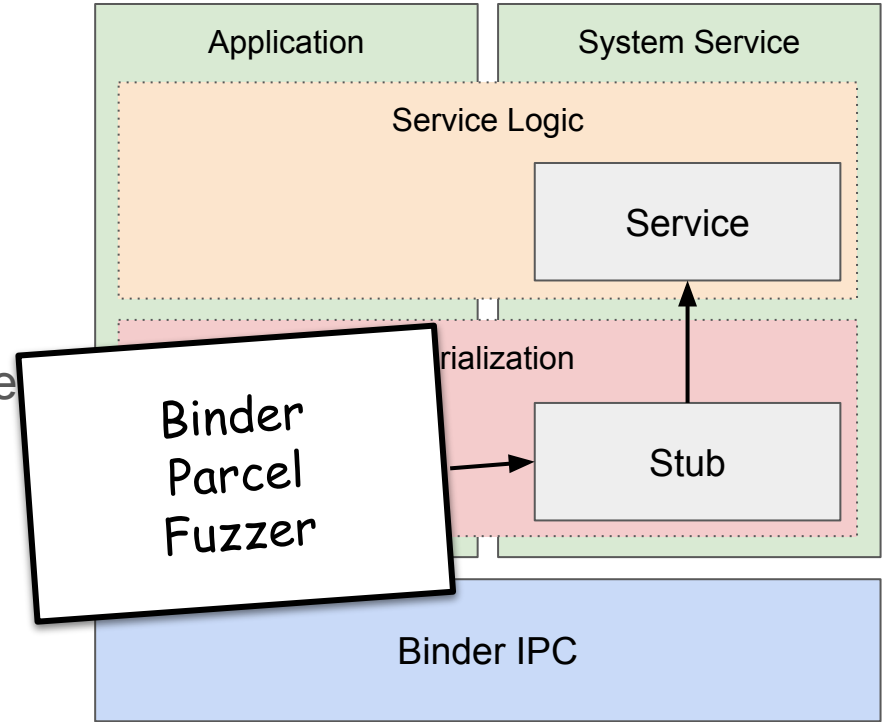 Application
System Service
Service Logic
Service
rialization
e
Binder
Parcel
Fuzzer
Stub
Binder IPC